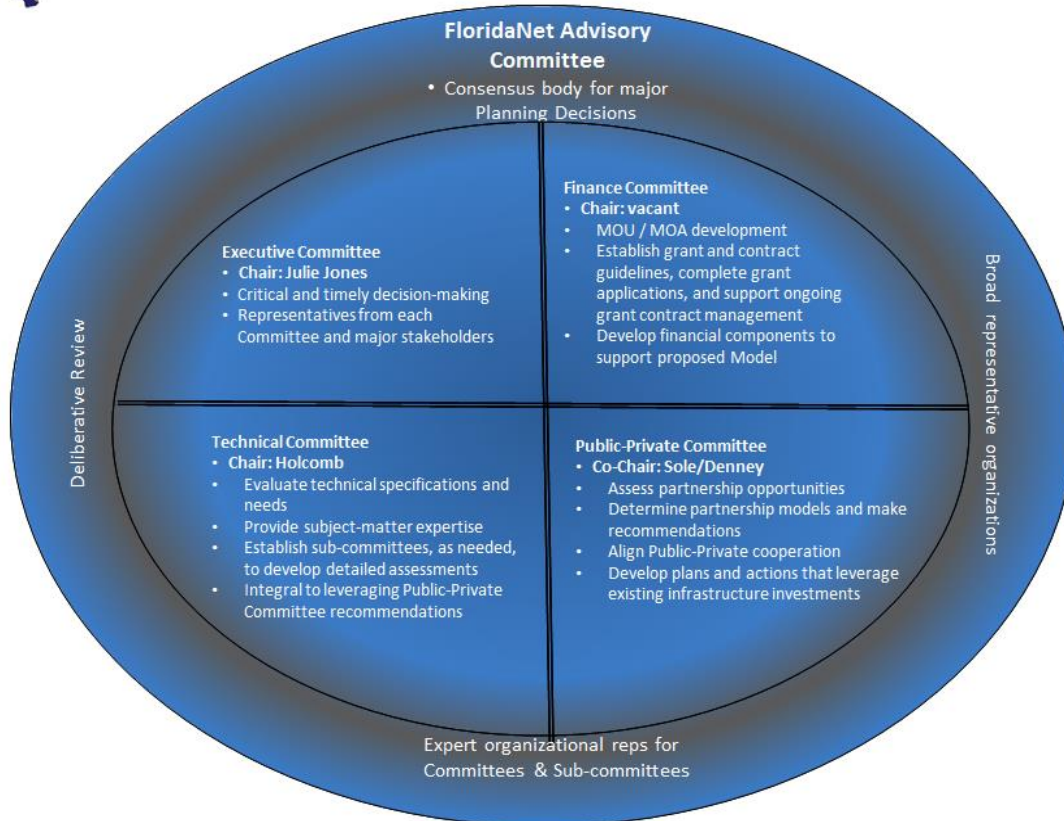 FloridaNet Advisory
Committee
• Consensus body for major
Planning Decisions
Executive Committee
• Chair: Julie Jones
• Critical and timely decision-making
• Representatives from each
Committee and major stakeholders
Finance Committee
• Chair: vacant
• MOU / MOA development
• Establish grant and contract
guidelines, complete grant
applications, and support ongoing
grant contract management
• Develop financial components to
support proposed Model
Deliberative Review
Broad representative organizations
Technical Committee
• Chair: Holcomb
• Evaluate technical specifications and
needs
• Provide subject-matter expertise
• Establish sub-committees, as needed,
to develop detailed assessments
• Integral to leveraging Public-Private
Committee recommendations
Public-Private Committee
• Co-Chair: Sole/Denney
• Assess partnership opportunities
• Determine partnership models and make
recommendations
• Align Public-Private cooperation
• Develop plans and actions that leverage
existing infrastructure investments
Expert organizational reps for
Committees & Sub-committees